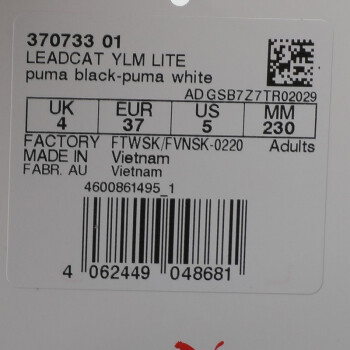 370733 01
LEADCAT YLM LITE
puma black-puma white
AD GSB7Z7TR02029
UK EUR US MM
4 37 5 230
FACTORY FTWSK/FVNSK-0220 Adults
MADE IN Vietnam
FABR. AU Vietnam
4600861495_1
4 062449 048681